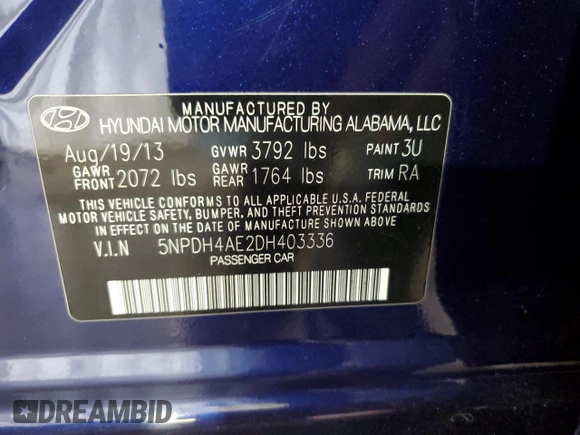 MANUFACTURED BY
HYUNDAI MOTOR MANUFACTURING ALABAMA, LLC
Aug/19/13 GVWR 3792 lbs PAINT 3U
GAWR FRONT 2072 lbs GAWR REAR 1764 lbs TRIM RA
THIS VEHICLE CONFORMS TO ALL APPLICABLE U.S.A. FEDERAL
MOTOR VEHICLE SAFETY, BUMPER, AND THEFT PREVENTION STANDARDS
IN EFFECT ON THE DATE OF MANUFACTURE SHOWN ABOVE.
V.I.N 5NPDH4AE2DH403336
PASSENGER CAR
DREAMBID